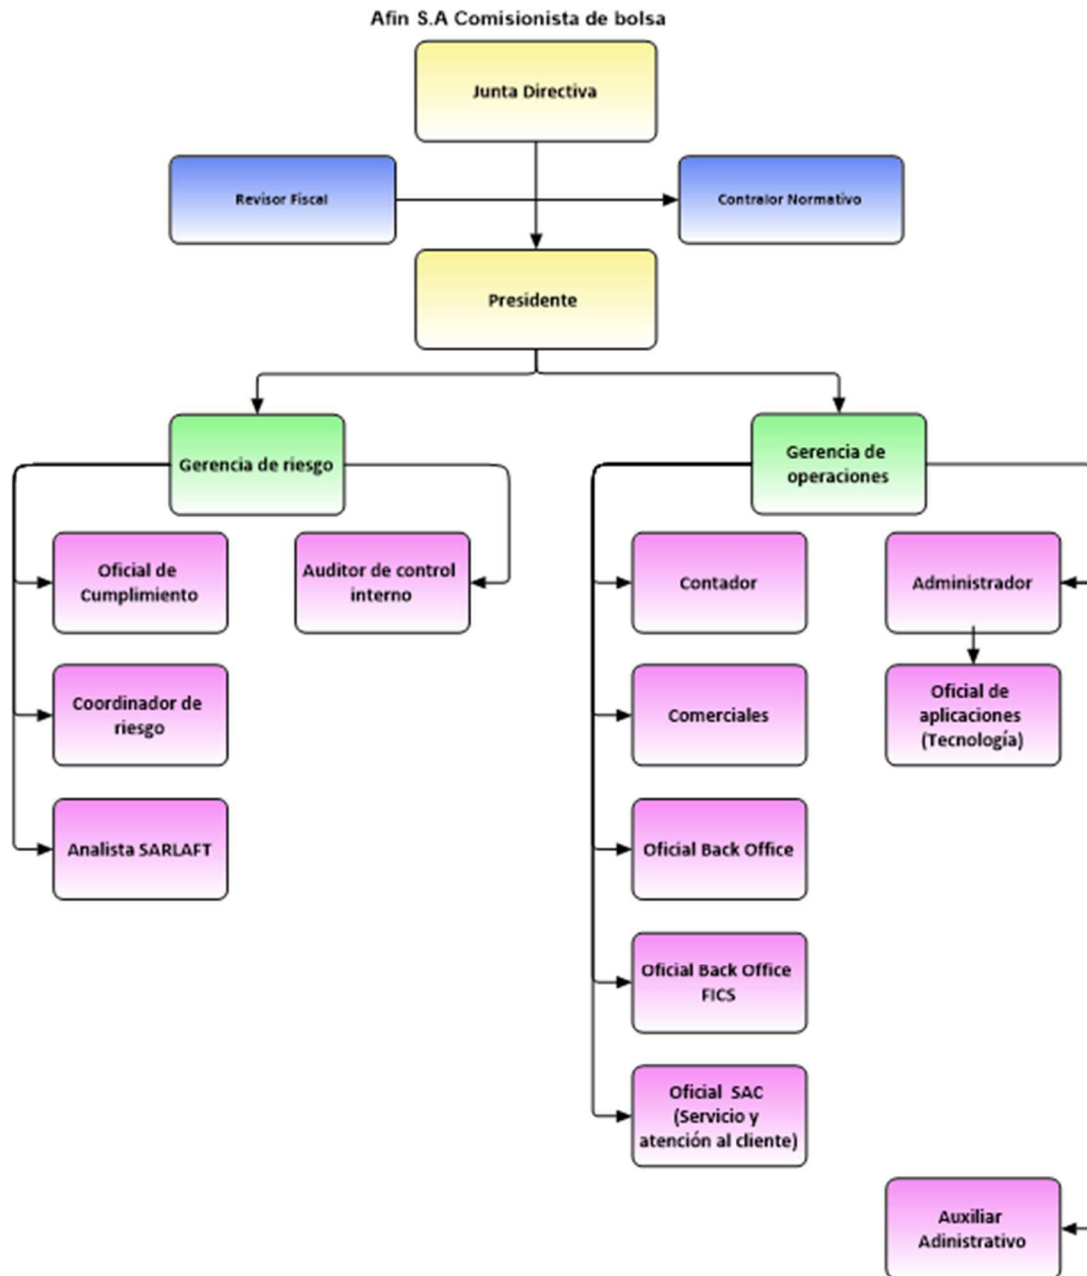 Afin S.A Comisionista de bolsa
Junta Directiva
Revisor Fiscal
Contralor Normativo
Presidente
Gerencia de riesgo
Gerencia de
operaciones
Oficial de
Cumplimiento
Auditor de control
interno
Contador
Administrador
Coordinador de
riesgo
Comerciales
Oficial de
aplicaciones
(Tecnología)
Analista SARLAFT
Oficial Back Office
Oficial Back Office
FICS
Oficial SAC
(Servicio y
atención al cliente)
Auxiliar
Adinistrativo